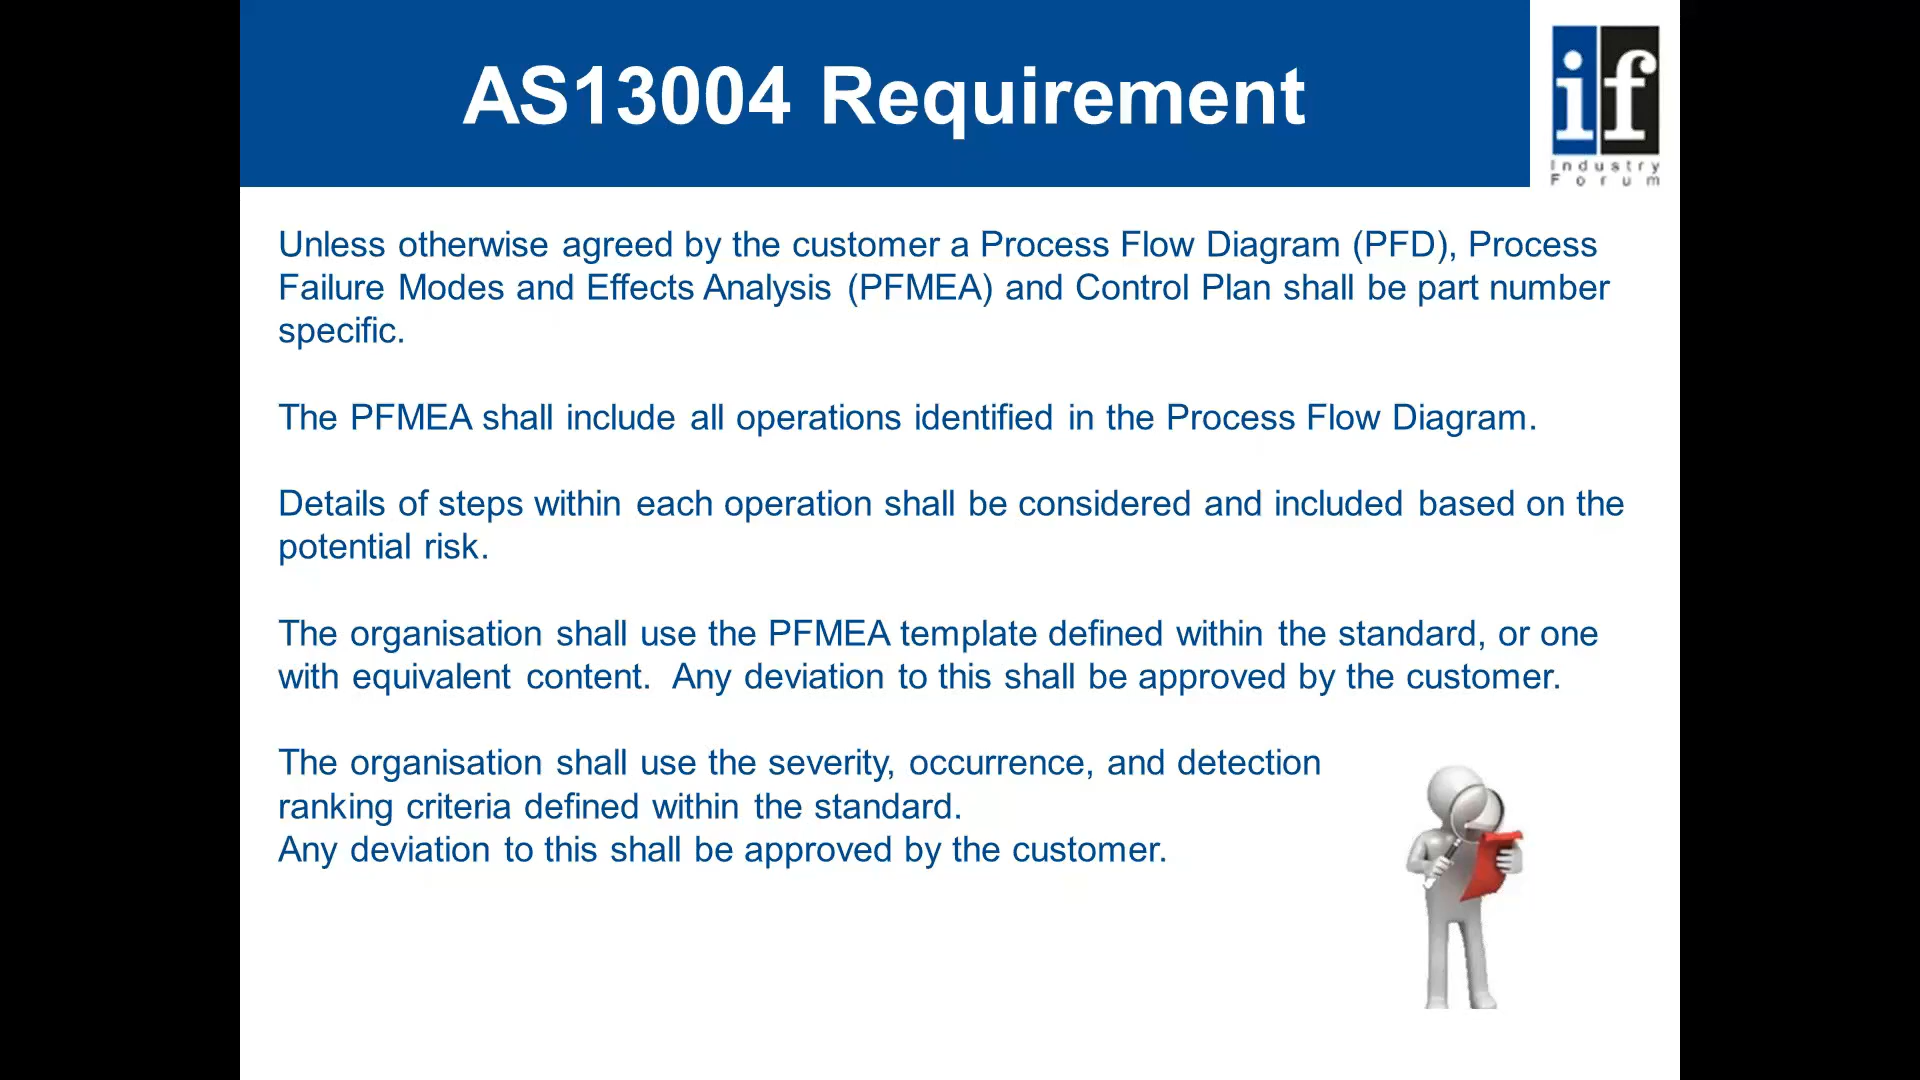 AS13004 Requirement
if
Industry
Forum
Unless otherwise agreed by the customer a Process Flow Diagram (PFD), Process
Failure Modes and Effects Analysis (PFMEA) and Control Plan shall be part number
specific.
The PFMEA shall include all operations identified in the Process Flow Diagram.
Details of steps within each operation shall be considered and included based on the
potential risk.
The organisation shall use the PFMEA template defined within the standard, or one
with equivalent content.  Any deviation to this shall be approved by the customer.
The organisation shall use the severity, occurrence, and detection
ranking criteria defined within the standard.
Any deviation to this shall be approved by the customer.